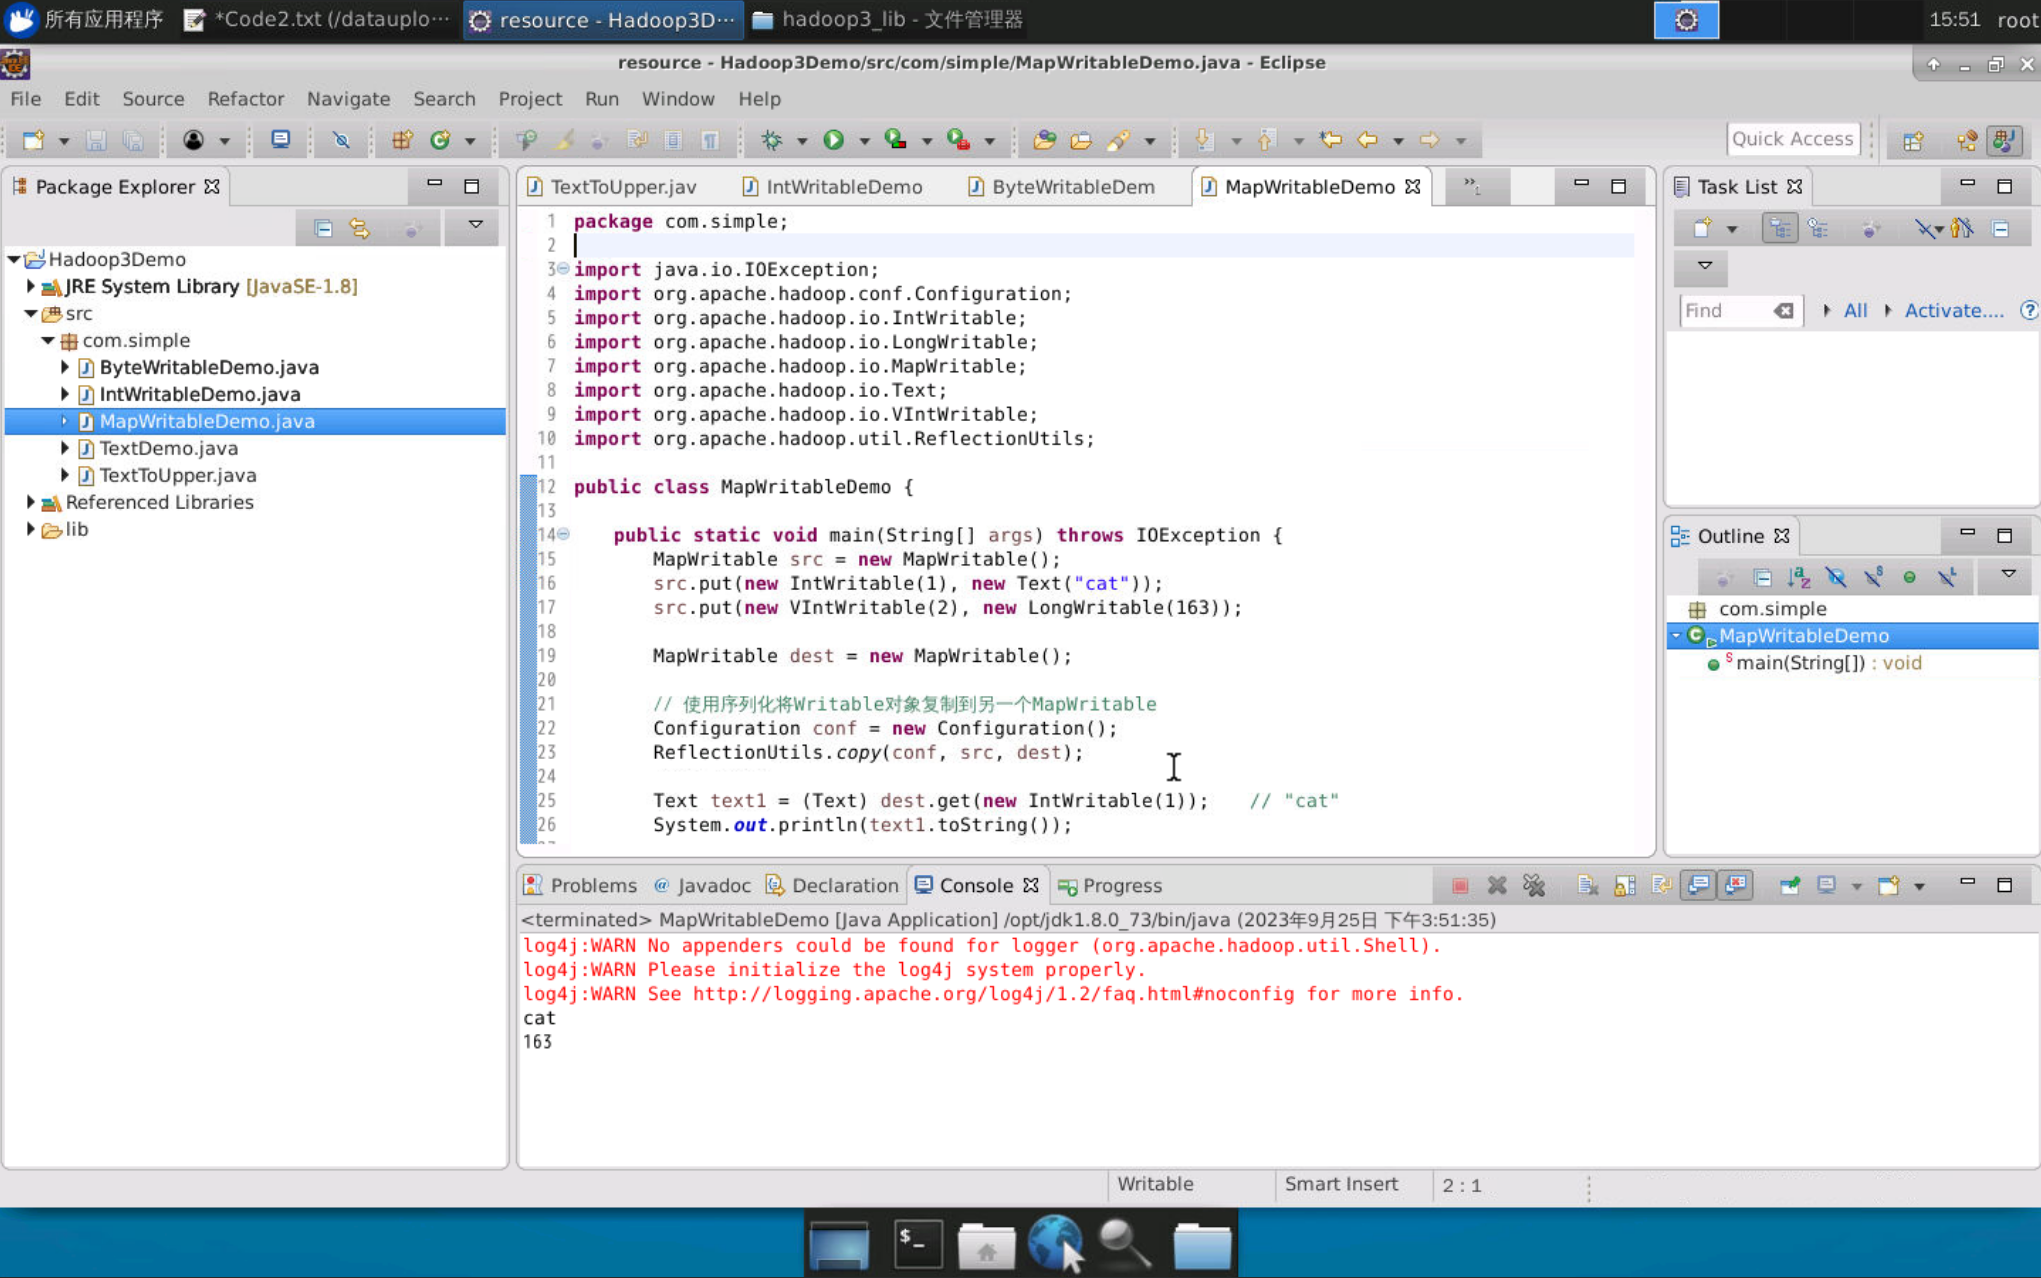 所有应用程序 *Code2.txt (/datauplo··· resource - Hadoop3D··· hadoop3_lib - 文件管理器 15:51 root
resource - Hadoop3Demo/src/com/simple/MapWritableDemo.java - Eclipse
File Edit Source Refactor Navigate Search Project Run Window Help
Quick Access
Package Explorer
Hadoop3Demo
JRE System Library [JavaSE-1.8]
src
com.simple
ByteWritableDemo.java
IntWritableDemo.java
MapWritableDemo.java
TextDemo.java
TextToUpper.java
Referenced Libraries
lib
TextToUpper.jav IntWritableDemo ByteWritableDem MapWritableDemo »1
1 package com.simple;
2
3 import java.io.IOException;
4 import org.apache.hadoop.conf.Configuration;
5 import org.apache.hadoop.io.IntWritable;
6 import org.apache.hadoop.io.LongWritable;
7 import org.apache.hadoop.io.MapWritable;
8 import org.apache.hadoop.io.Text;
9 import org.apache.hadoop.io.VIntWritable;
10 import org.apache.hadoop.util.ReflectionUtils;
11
12 public class MapWritableDemo {
13
14 public static void main(String[] args) throws IOException {
15 MapWritable src = new MapWritable();
16 src.put(new IntWritable(1), new Text("cat"));
17 src.put(new VIntWritable(2), new LongWritable(163));
18
19 MapWritable dest = new MapWritable();
20
21 // 使用序列化将Writable对象复制到另一个MapWritable
22 Configuration conf = new Configuration();
23 ReflectionUtils.copy(conf, src, dest);
24
25 Text text1 = (Text) dest.get(new IntWritable(1)); // "cat"
26 System.out.println(text1.toString());
Task List
Find All Activate....
Outline
com.simple
MapWritableDemo
main(String[]) : void
Problems Javadoc Declaration Console Progress
<terminated> MapWritableDemo [Java Application] /opt/jdk1.8.0_73/bin/java (2023年9月25日 下午3:51:35)
log4j:WARN No appenders could be found for logger (org.apache.hadoop.util.Shell).
log4j:WARN Please initialize the log4j system properly.
log4j:WARN See http://logging.apache.org/log4j/1.2/faq.html#noconfig for more info.
cat
163
Writable Smart Insert 2 : 1